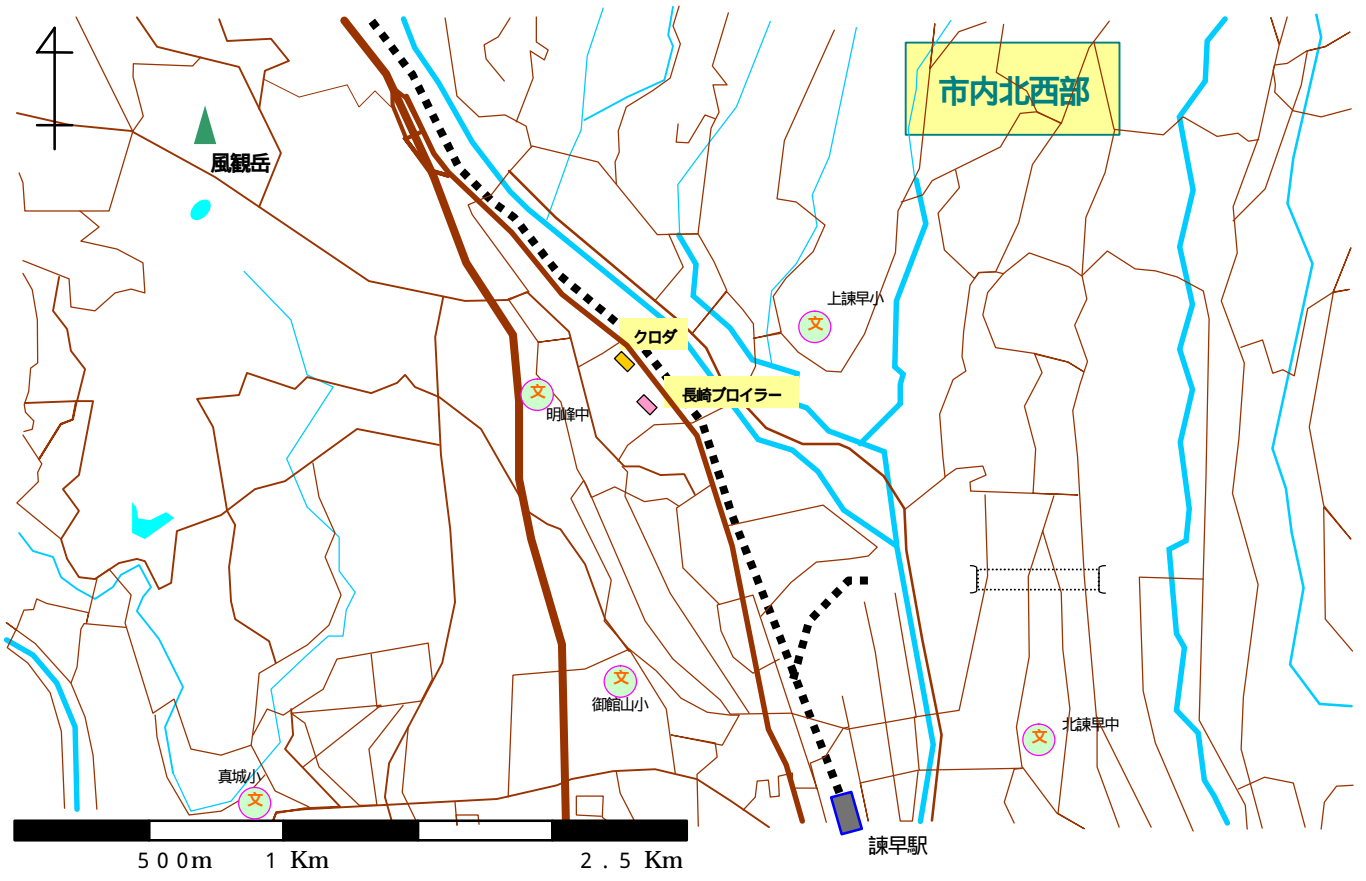 市内北西部
風観岳
上諫早小
文
クロダ
長崎ブロイラー
文
明峰中
文
御館山小
文
北諫早中
真城小
文
諫早駅
500m 1 Km 2.5 Km